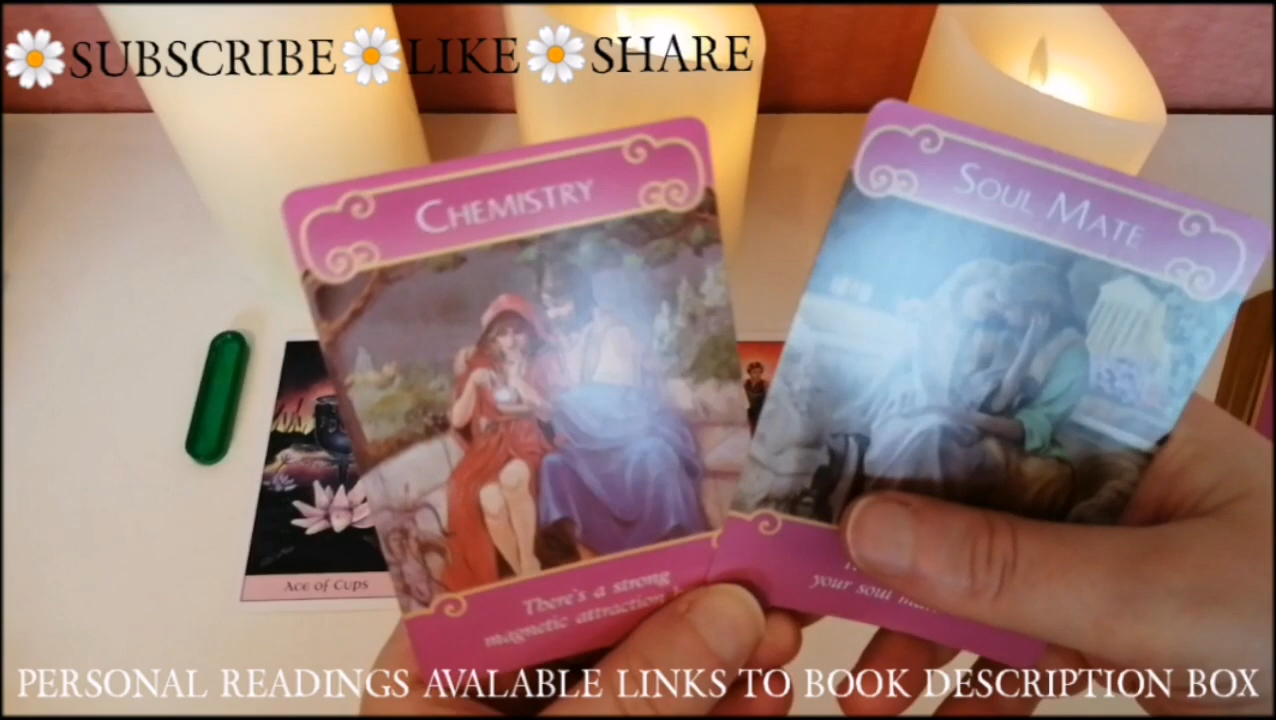 SUBSCRIBE LIKE SHARE
CHEMISTRY
SOUL MATE
ACE OF CUPS
There's a strong
magnetic attraction
your soul
PERSONAL READINGS AVALABLE LINKS TO BOOK DESCRIPTION BOX